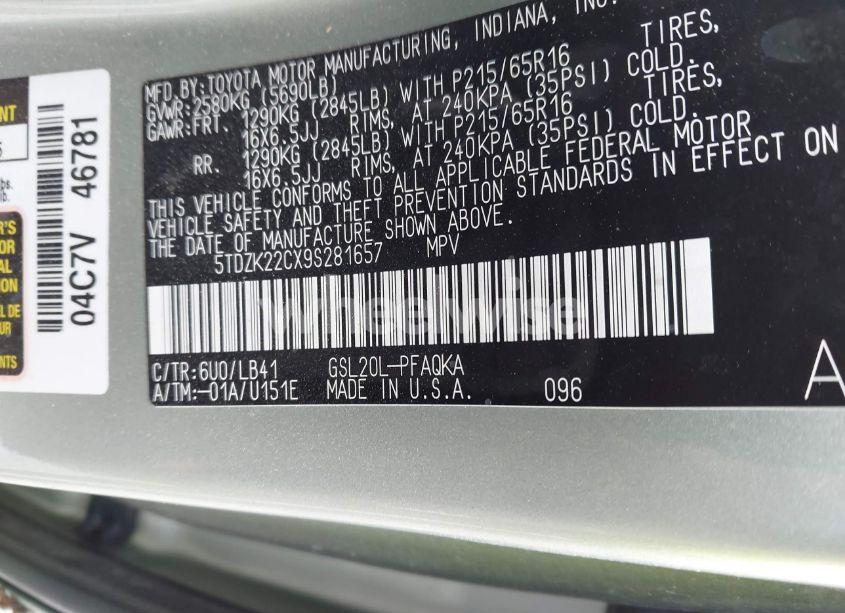 MFD.BY:TOYOTA MOTOR MANUFACTURING, INDIANA, INC.
GVWR:2580KG (5690LB)
GAWR:FRT. 1290KG (2845LB) WITH P215/65R16 TIRES,
16X6.5JJ RIMS, AT 240KPA (35PSI) COLD.
RR. 1290KG (2845LB) WITH P215/65R16 TIRES,
16X6.5JJ RIMS, AT 240KPA (35PSI) COLD.
THIS VEHICLE CONFORMS TO ALL APPLICABLE FEDERAL MOTOR
VEHICLE SAFETY AND THEFT PREVENTION STANDARDS IN EFFECT ON
THE DATE OF MANUFACTURE SHOWN ABOVE.
5TDZK22CX9S281657 MPV
wheelwise
C/TR:6U0/LB41 GSL20L-PFAQKA
A/TM:-01A/U151E MADE IN U.S.A. 096
A
04C7V 46781